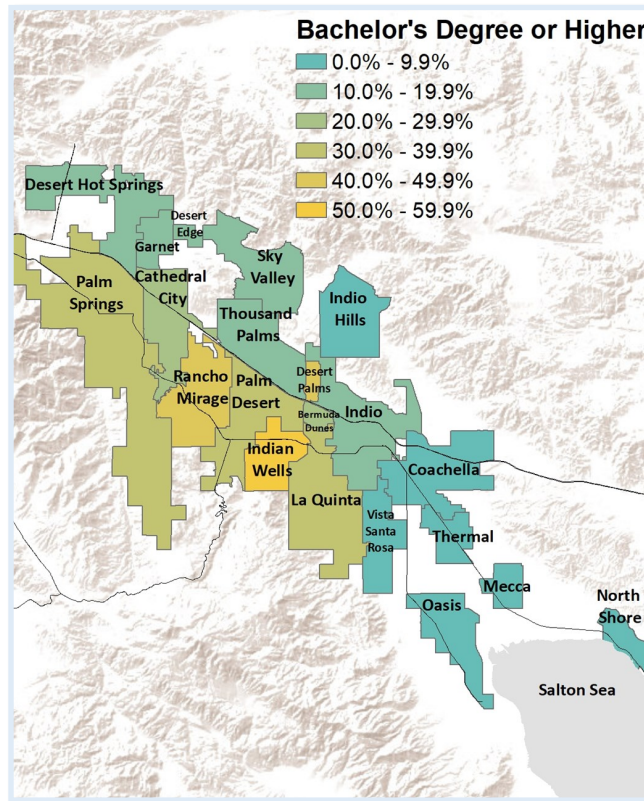 Bachelor's Degree or Higher
0.0% - 9.9%
10.0% - 19.9%
20.0% - 29.9%
30.0% - 39.9%
40.0% - 49.9%
50.0% - 59.9%
Desert Hot Springs
Desert
Edge
Garnet
Sky
Valley
Cathedral
City
Palm
Springs
Indio
Hills
Thousand
Palms
Rancho
Mirage
Palm
Desert
Desert
Palms
Bermuda
Dunes
Indio
Indian
Wells
Coachella
La Quinta
Vista
Santa
Rosa
Thermal
Mecca
Oasis
North
Shore
Salton Sea